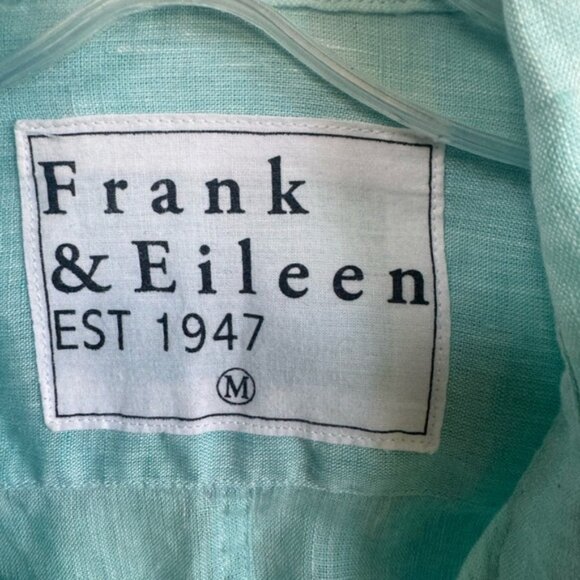 Frank
& Eileen
EST 1947
M